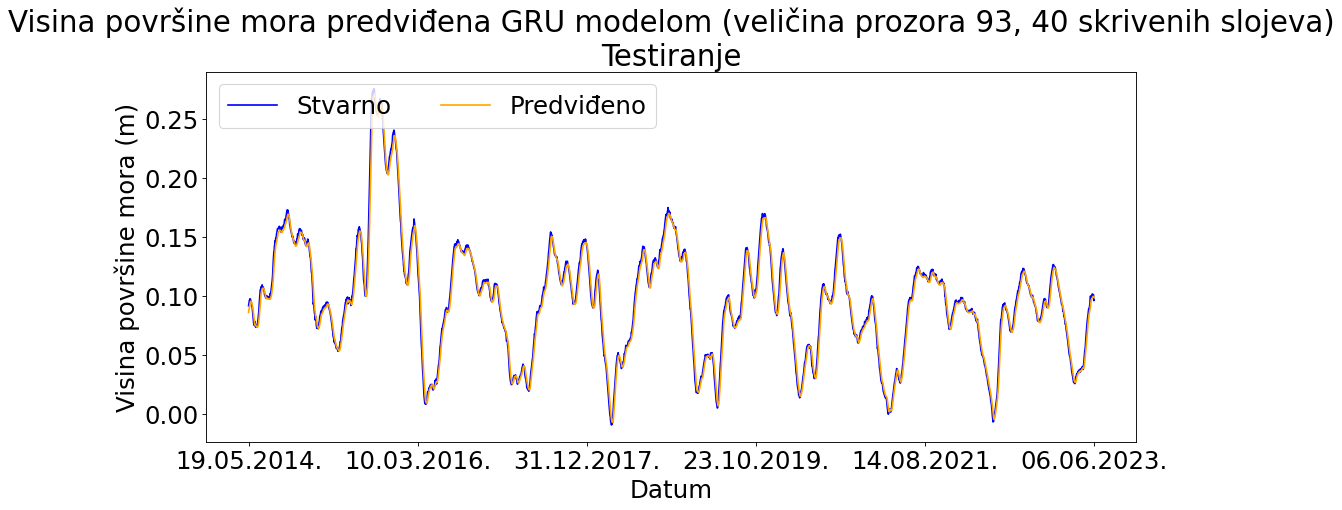 Visina površine mora predviđena GRU modelom (veličina prozora 93, 40 skrivenih slojeva)
Testiranje
Stvarno
Predviđeno
Visina površine mora (m)
0.25
0.20
0.15
0.10
0.05
0.00
19.05.2014.
10.03.2016.
31.12.2017.
23.10.2019.
14.08.2021.
06.06.2023.
Datum